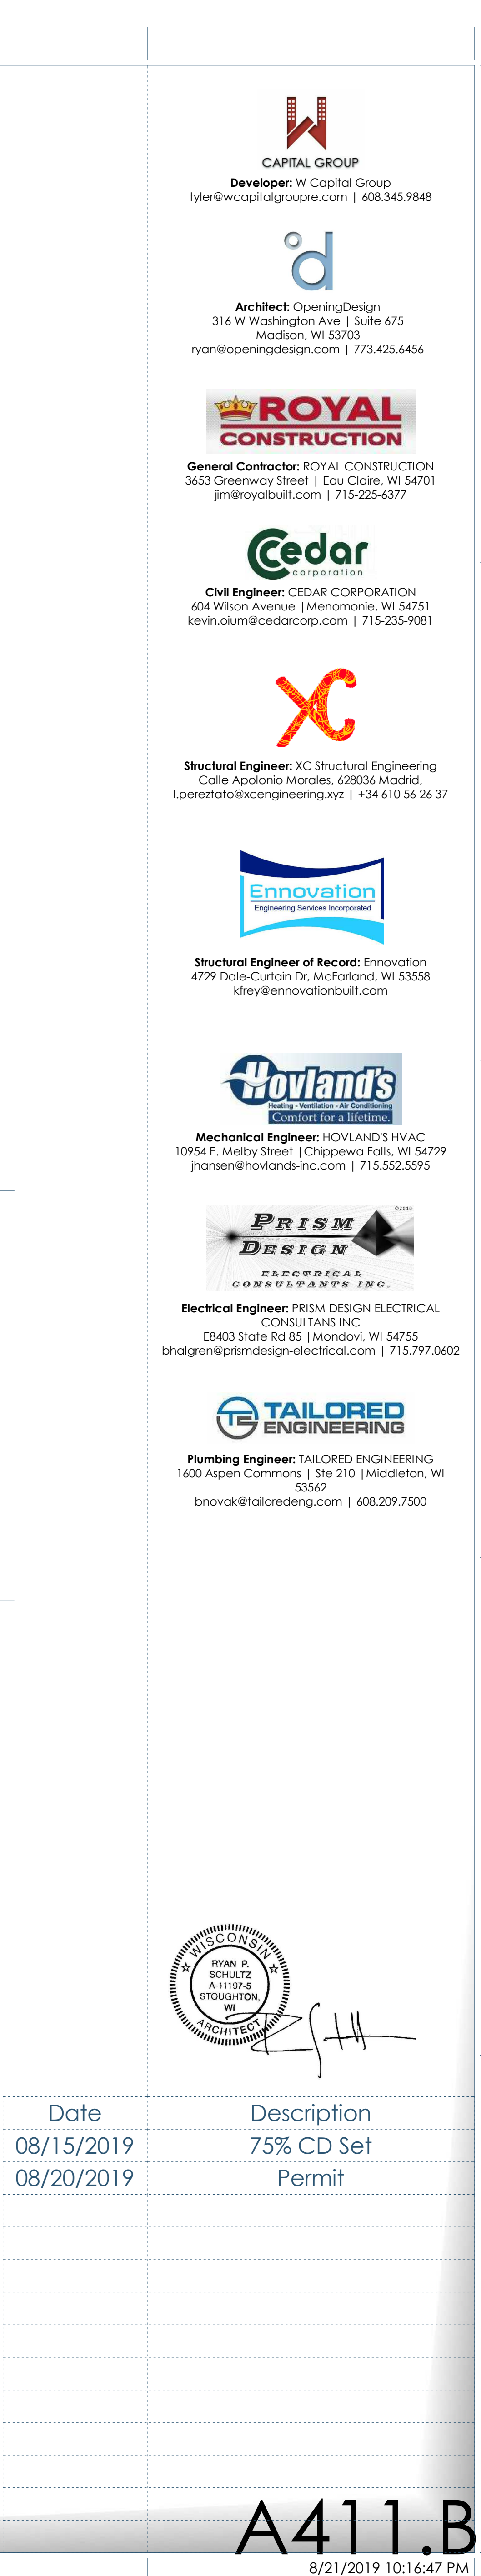 CAPITAL GROUP
Developer: W Capital Group
tyler@wcapitalgroupre.com | 608.345.9848
Architect: OpeningDesign
316 W Washington Ave | Suite 675
Madison, WI 53703
ryan@openingdesign.com | 773.425.6456
ROYAL
CONSTRUCTION
General Contractor: ROYAL CONSTRUCTION
3653 Greenway Street | Eau Claire, WI 54701
jim@royalbuilt.com | 715-225-6377
Cedar
corporation
Civil Engineer: CEDAR CORPORATION
604 Wilson Avenue |Menomonie, WI 54751
kevin.oium@cedarcorp.com | 715-235-9081
XC
Structural Engineer: XC Structural Engineering
Calle Apolonio Morales, 628036 Madrid,
l.pereztato@xcengineering.xyz | +34 610 56 26 37
Ennovation
Engineering Services Incorporated
Structural Engineer of Record: Ennovation
4729 Dale-Curtain Dr, McFarland, WI 53558
kfrey@ennovationbuilt.com
Hovland's
Heating - Ventilation - Air Conditioning
Comfort for a lifetime.
Mechanical Engineer: HOVLAND'S HVAC
10954 E. Melby Street |Chippewa Falls, WI 54729
jhansen@hovlands-inc.com | 715.552.5595
©2010
PRISM
DESIGN
ELECTRICAL
CONSULTANTS INC.
Electrical Engineer: PRISM DESIGN ELECTRICAL
CONSULTANS INC
E8403 State Rd 85 |Mondovi, WI 54755
bhalgren@prismdesign-electrical.com | 715.797.0602
TE TAILORED
ENGINEERING
Plumbing Engineer: TAILORED ENGINEERING
1600 Aspen Commons | Ste 210 |Middleton, WI
53562
bnovak@tailoredeng.com | 608.209.7500
WISCONSIN
RYAN P.
SCHULTZ
A-11197-5
STOUGHTON,
WI
ARCHITECT
Date Description
08/15/2019 75% CD Set
08/20/2019 Permit
A411.B
8/21/2019 10:16:47 PM